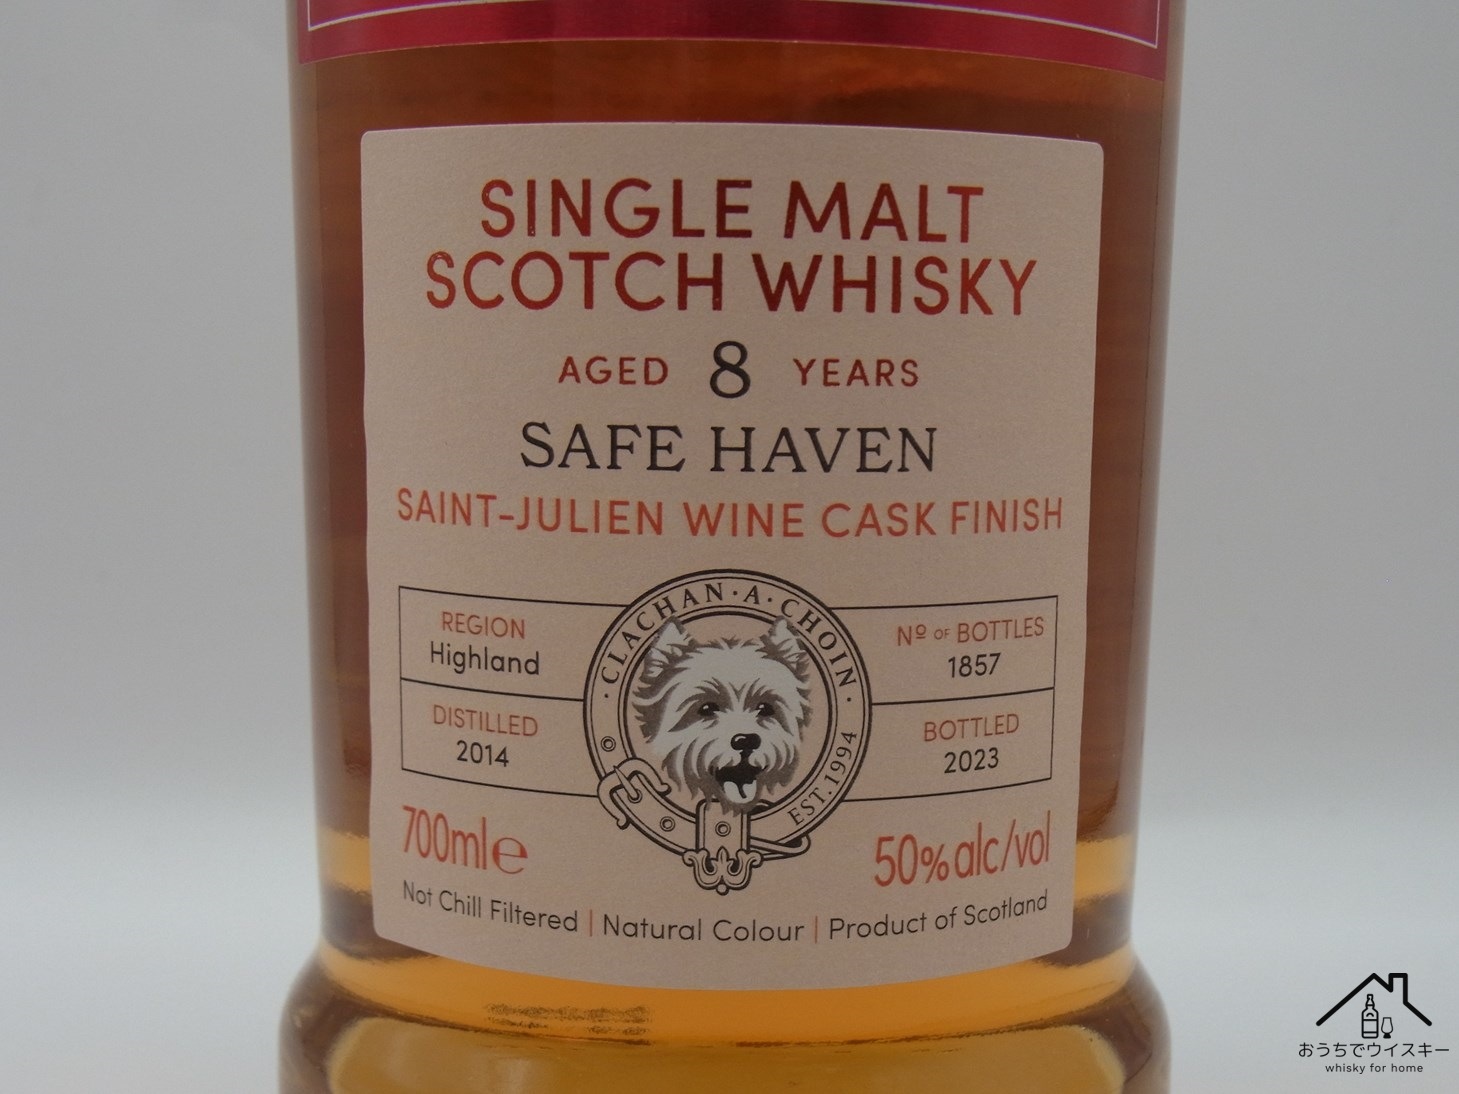 SINGLE MALT
SCOTCH WHISKY
AGED 8 YEARS
SAFE HAVEN
SAINT-JULIEN WINE CASK FINISH
·CLACHAN·A·CHOIN·
EST.1994
REGION
Highland
DISTILLED
2014
Nº OF BOTTLES
1857
BOTTLED
2023
700ml℮
50%alc/vol
Not Chill Filtered | Natural Colour | Product of Scotland
おうちでウイスキー
whisky for home